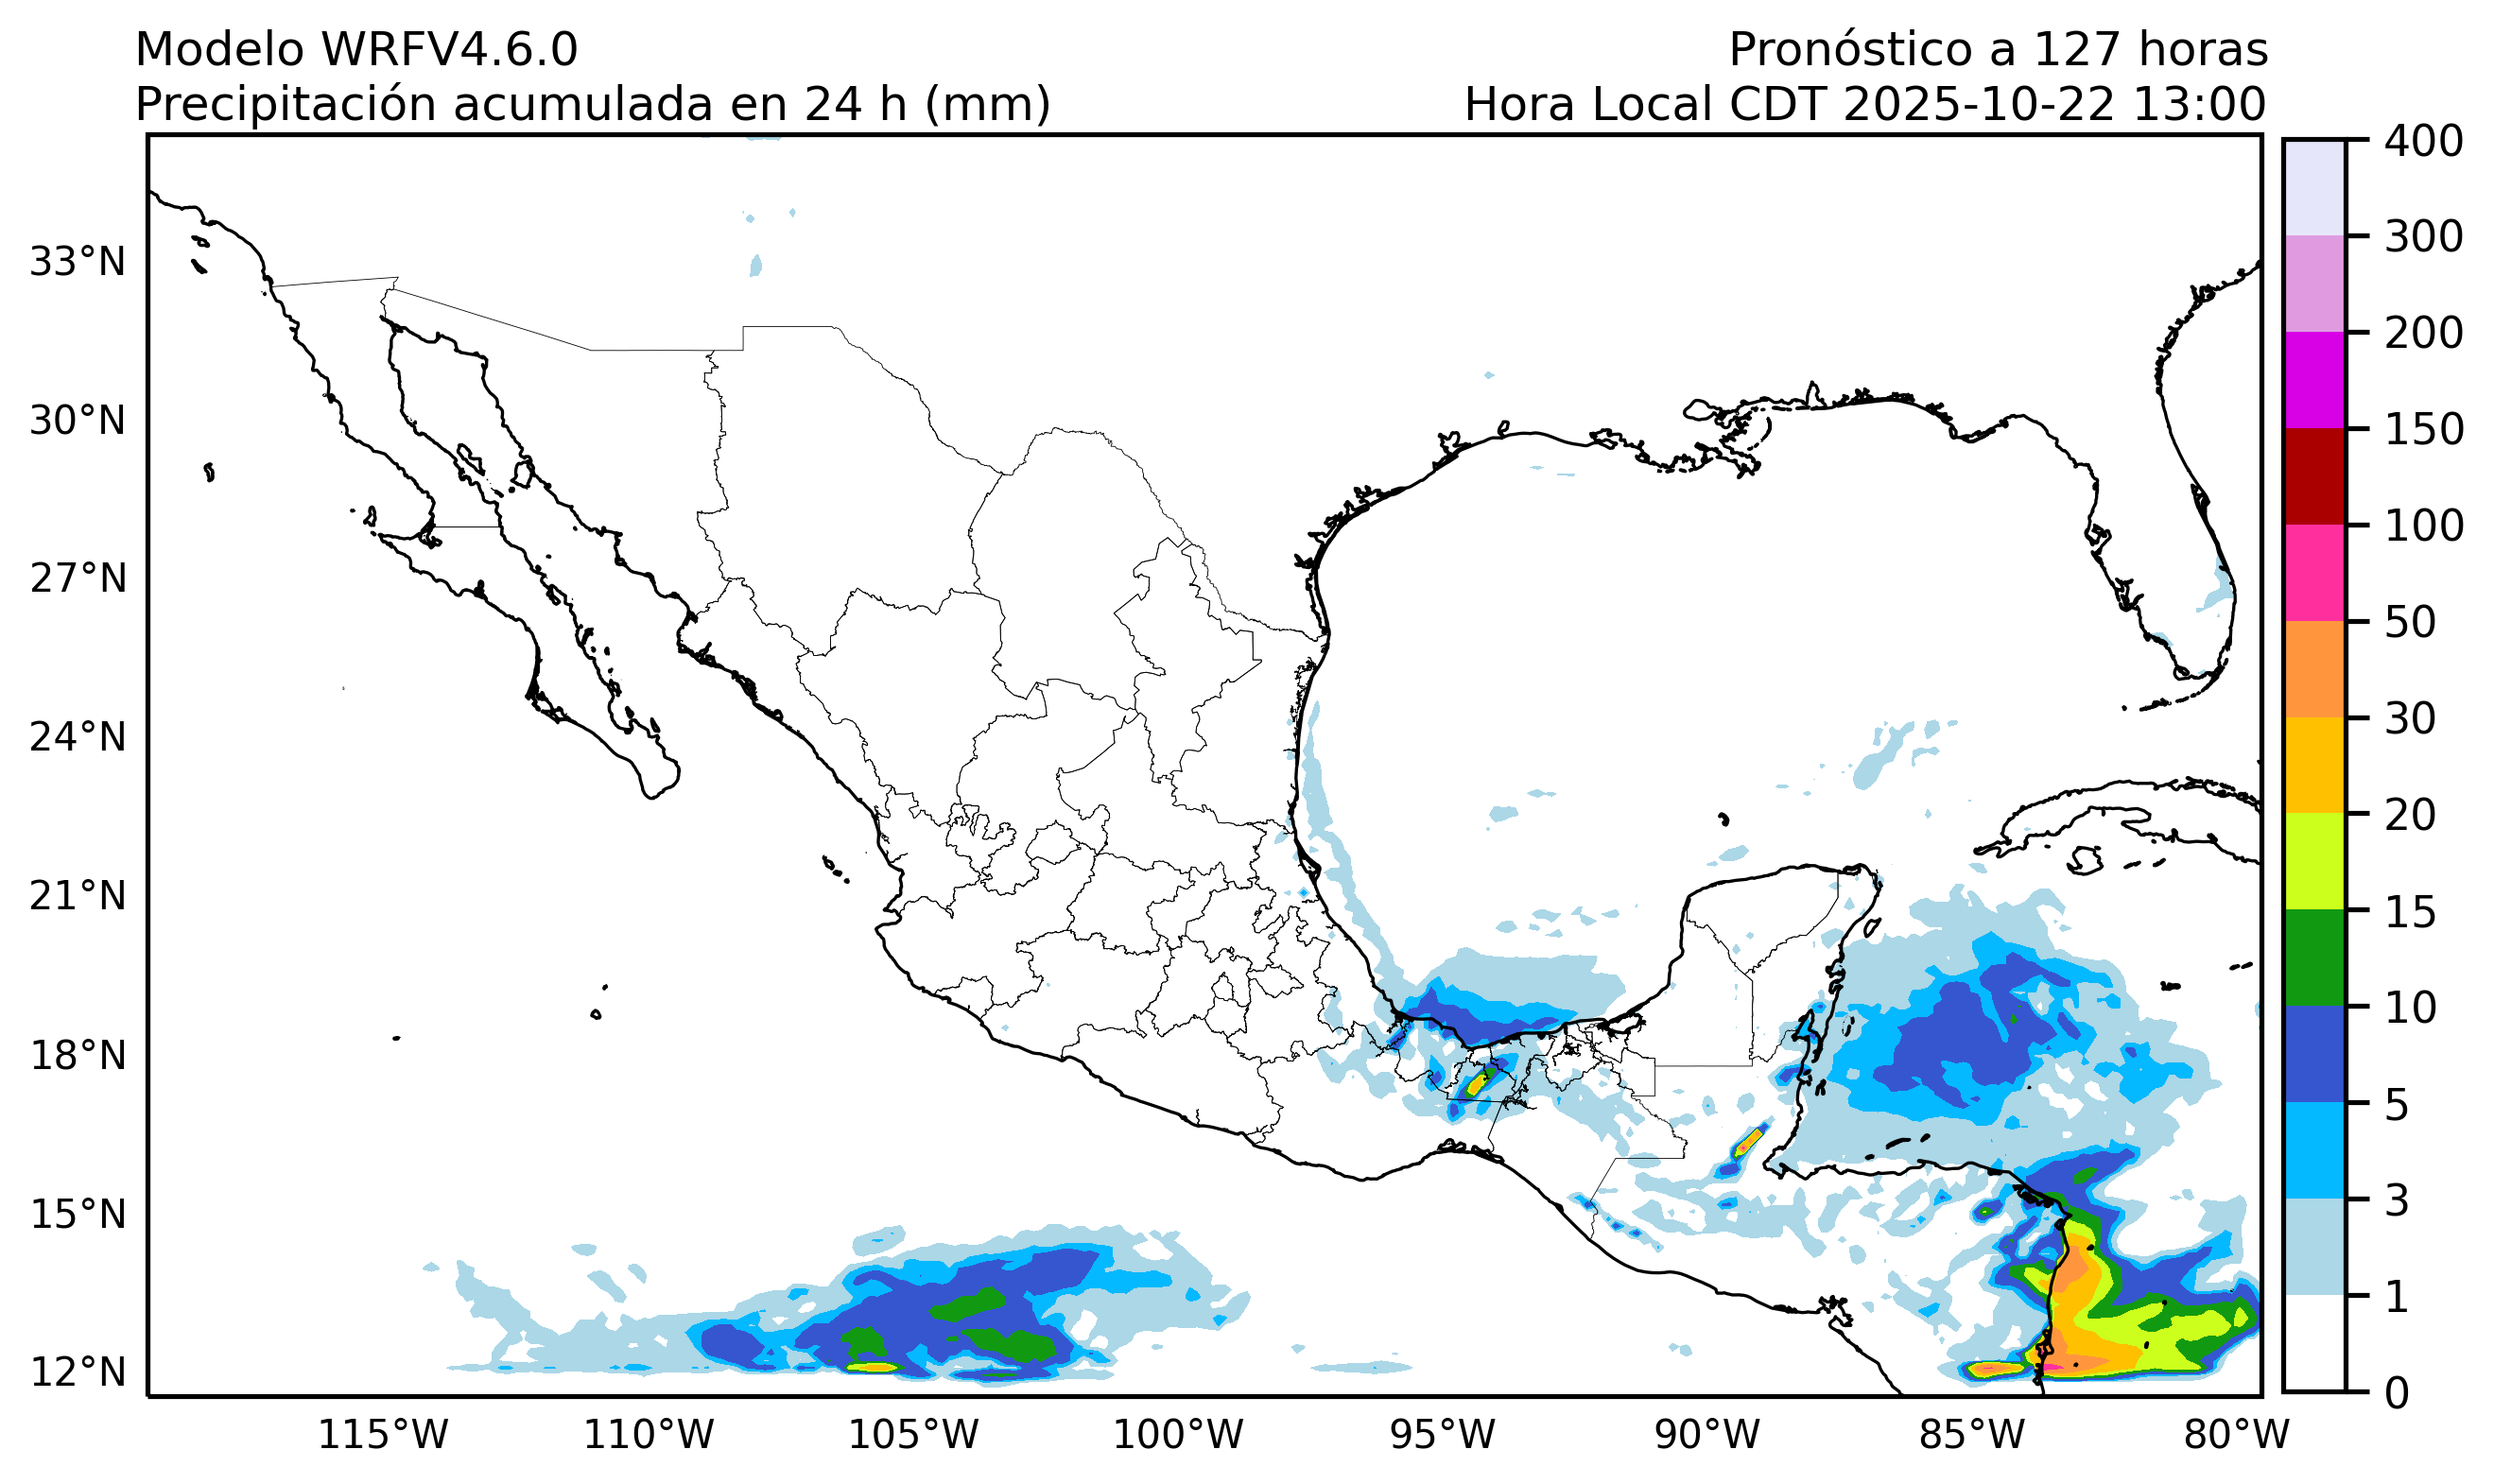 Modelo WRFV4.6.0
Pronóstico a 127 horas
Precipitación acumulada en 24 h (mm)
Hora Local CDT 2025-10-22 13:00
33°N
30°N
27°N
24°N
21°N
18°N
15°N
12°N
115°W
110°W
105°W
100°W
95°W
90°W
85°W
80°W
400
300
200
150
100
50
30
20
15
10
5
3
1
0